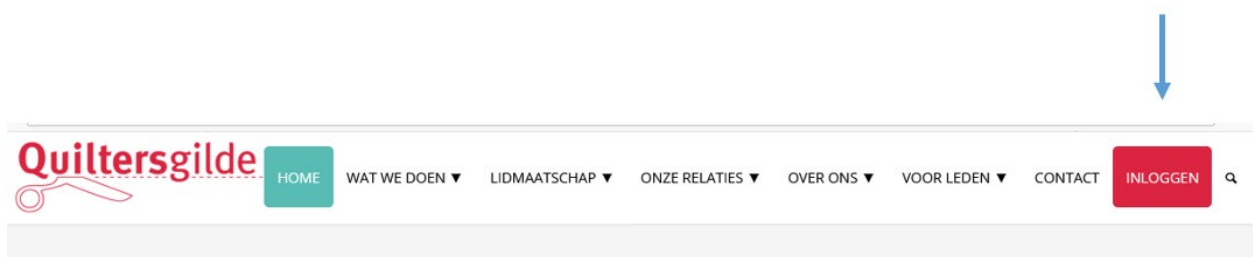 Quiltersgilde HOME WAT WE DOEN ▼ LIDMAATSCHAP ▼ ONZE RELATIES ▼ OVER ONS ▼ VOOR LEDEN ▼ CONTACT INLOGGEN